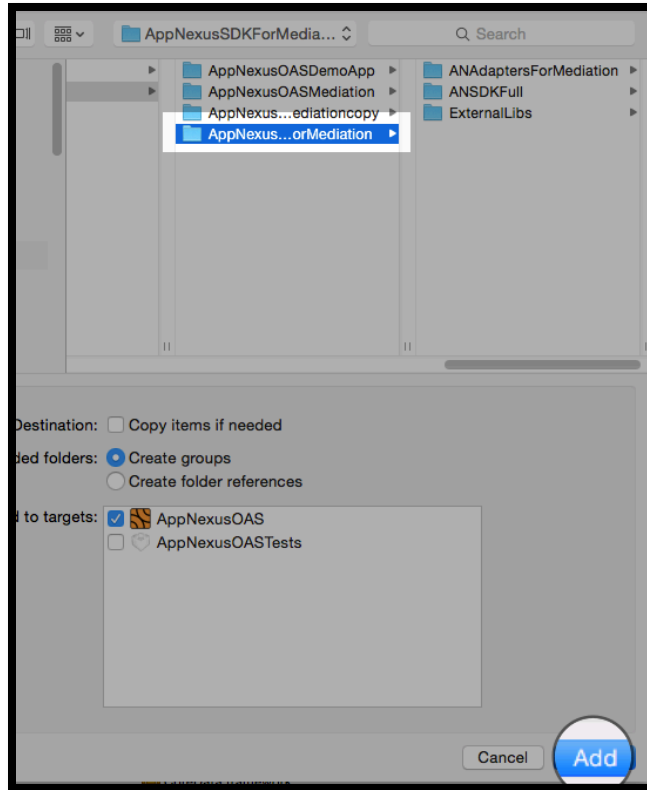 AppNexusSDKForMedia...
Search
AppNexusOASDemoApp
AppNexusOASMediation
AppNexus...ediationcopy
AppNexus...orMediation
ANAdaptersForMediation
ANSDKFull
ExternalLibs
Destination:
Copy items if needed
ded folders:
Create groups
Create folder references
d to targets:
AppNexusOAS
AppNexusOASTests
Cancel
Add